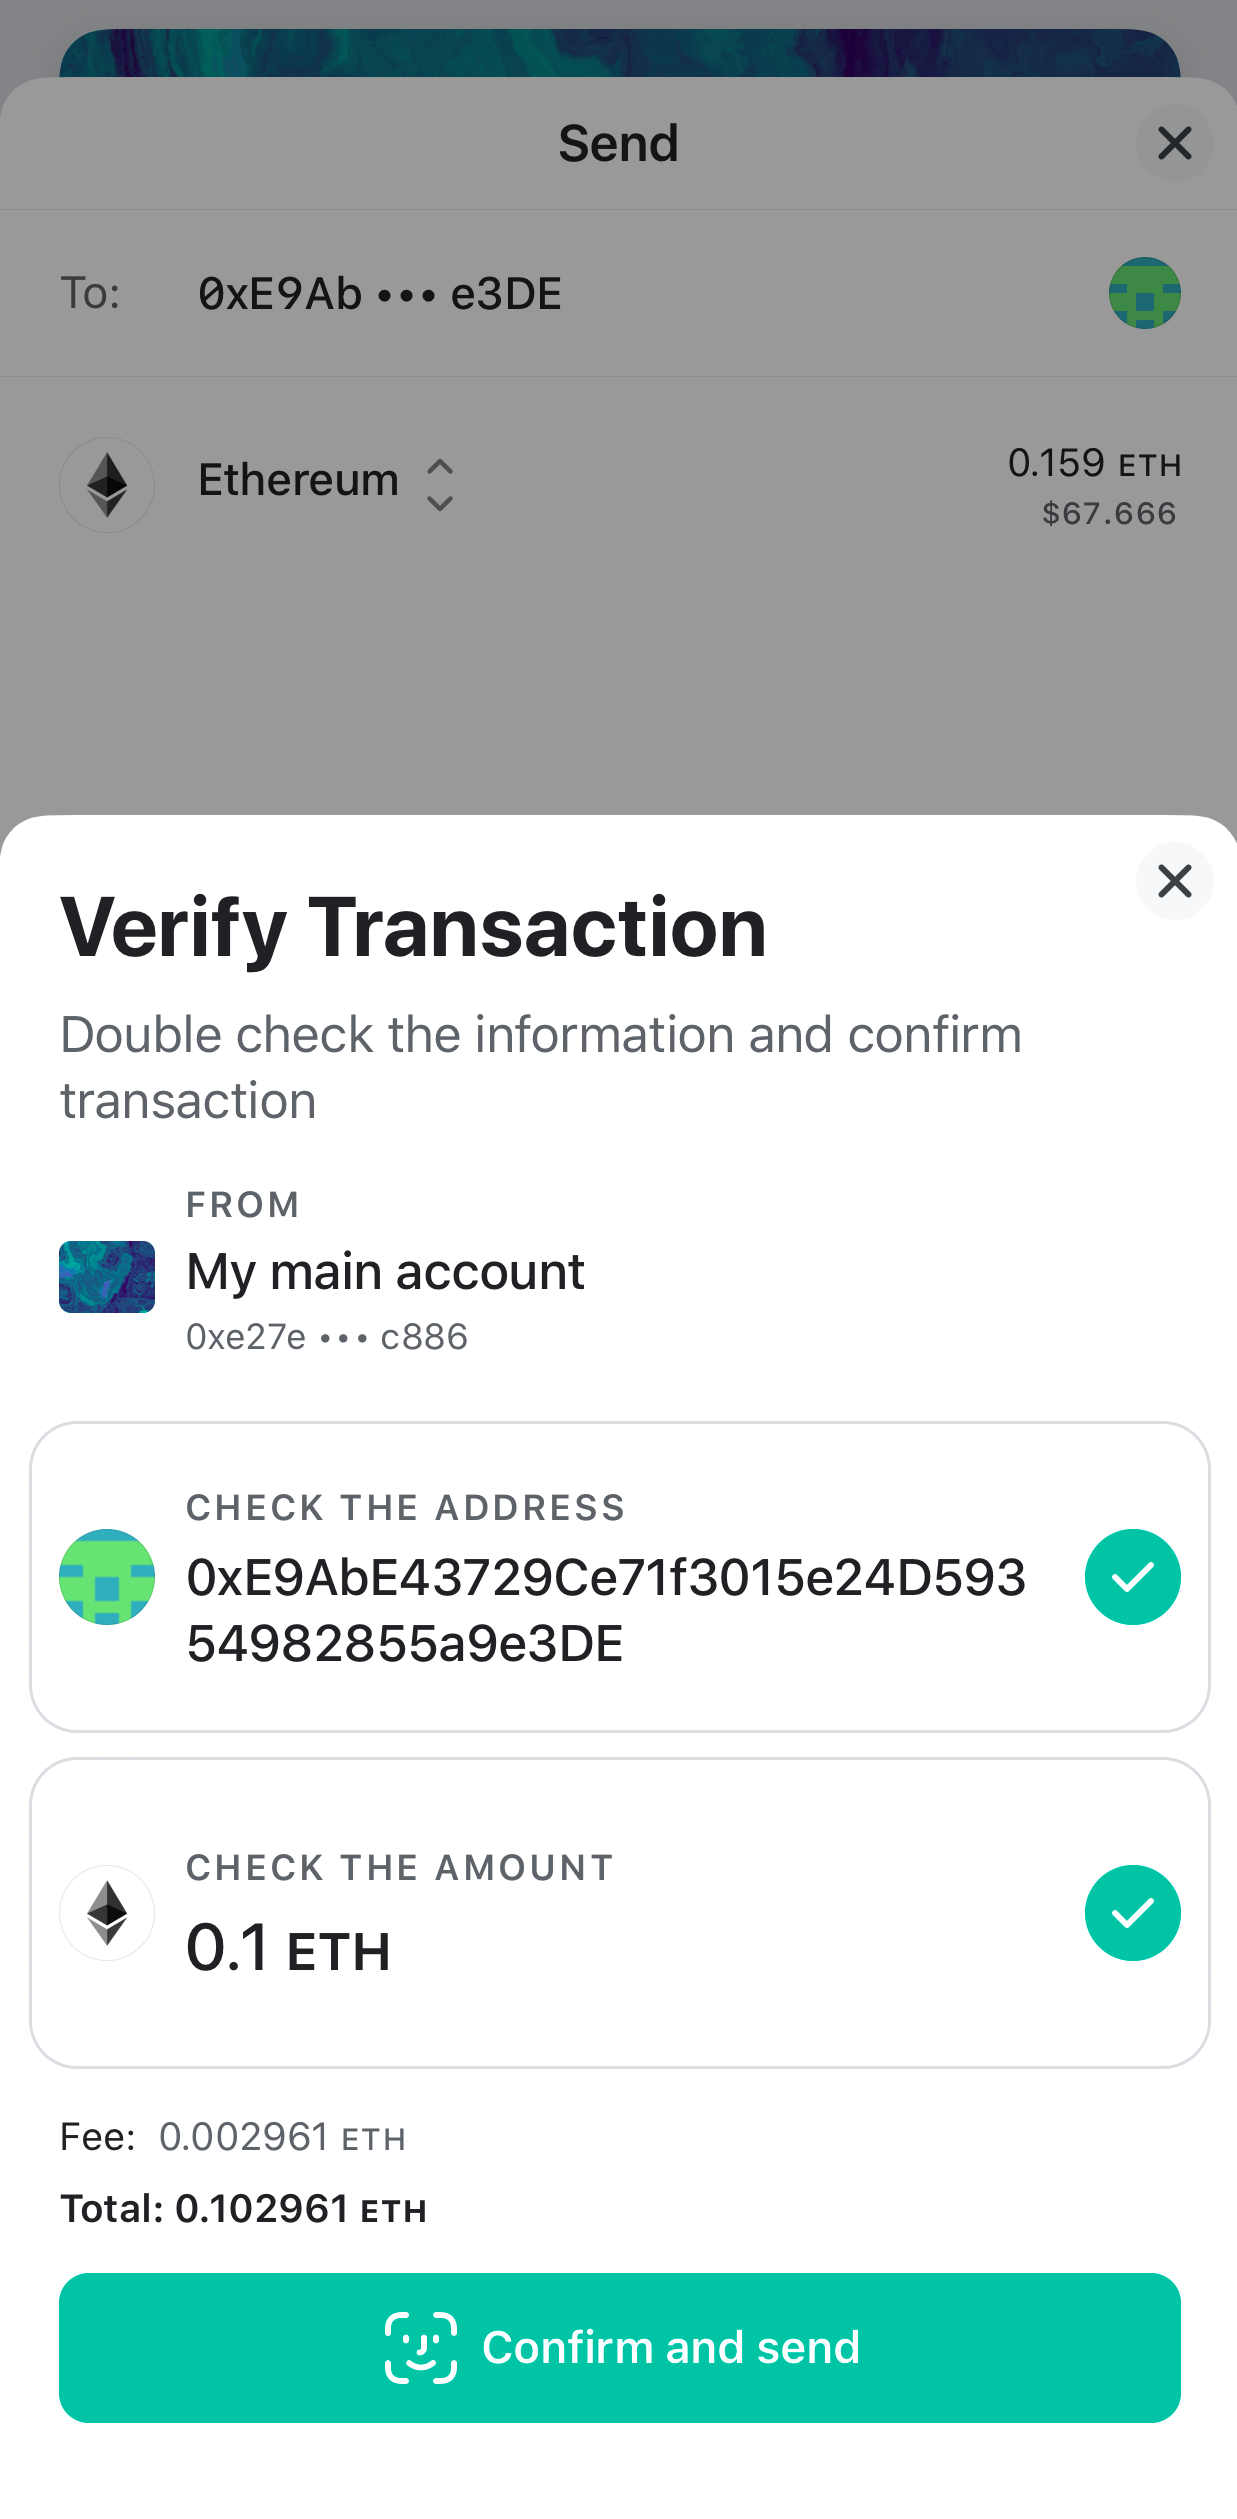 Send
To: 0xE9Ab ••• e3DE
Ethereum 0.159 ETH
$67.666
Verify Transaction
Double check the information and confirm
transaction
FROM
My main account
0xe27e ••• c886
CHECK THE ADDRESS
0xE9AbE43729Ce71f3015e24D593
54982855a9e3DE
CHECK THE AMOUNT
0.1 ETH
Fee: 0.002961 ETH
Total: 0.102961 ETH
Confirm and send